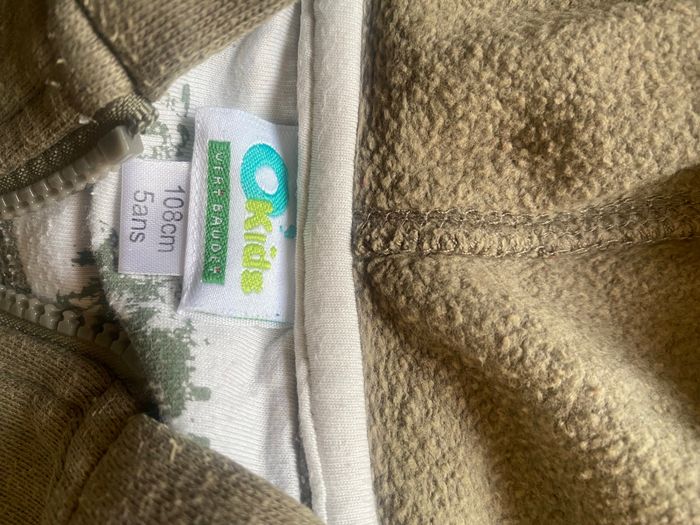 O'Kids
VERTBAUDET
108cm
5ans